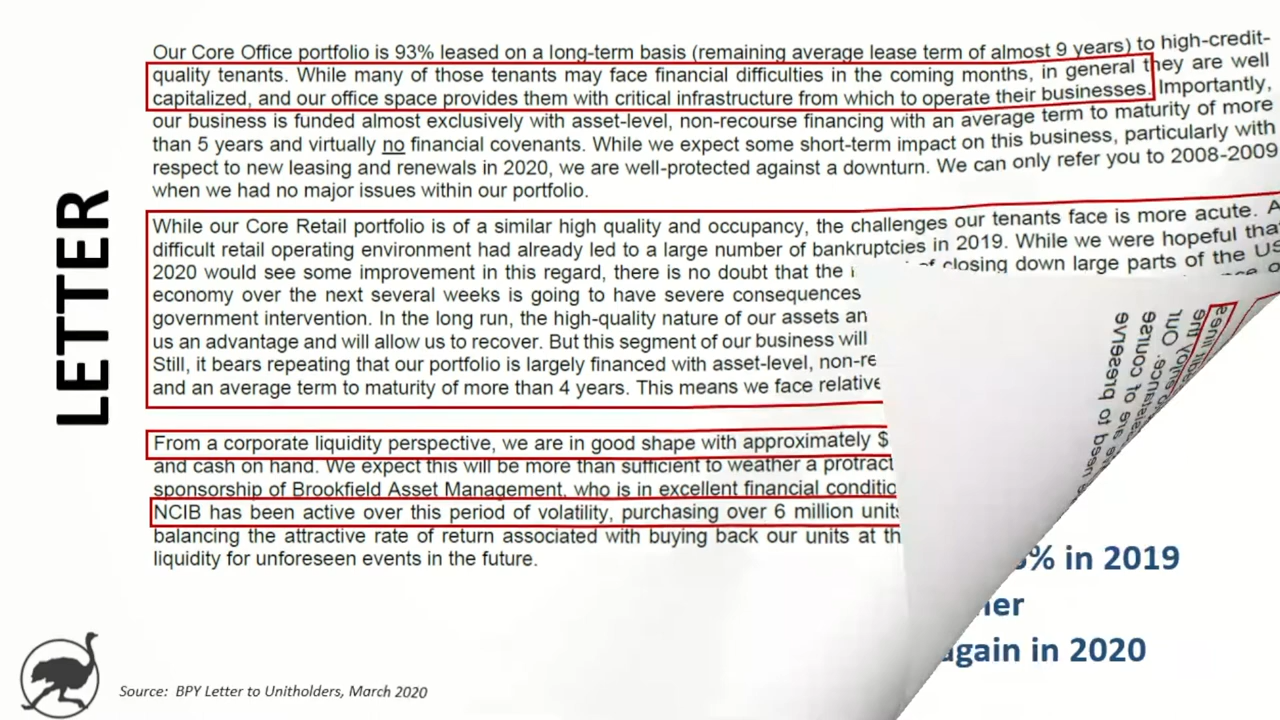 LETTER
Our Core Office portfolio is 93% leased on a long-term basis (remaining average lease term of almost 9 years) to high-credit-
quality tenants. While many of those tenants may face financial difficulties in the coming months, in general they are well
capitalized, and our office space provides them with critical infrastructure from which to operate their businesses. Importantly,
our business is funded almost exclusively with asset-level, non-recourse financing with an average term to maturity of more
than 5 years and virtually no financial covenants. While we expect some short-term impact on this business, particularly with
respect to new leasing and renewals in 2020, we are well-protected against a downturn. We can only refer you to 2008-2009
when we had no major issues within our portfolio.
While our Core Retail portfolio is of a similar high quality and occupancy, the challenges our tenants face is more acute. A
difficult retail operating environment had already led to a large number of bankruptcies in 2019. While we were hopeful that
2020 would see some improvement in this regard, there is no doubt that the of closing down large parts of the US
economy over the next several weeks is going to have severe consequences
government intervention. In the long run, the high-quality nature of our assets an
us an advantage and will allow us to recover. But this segment of our business will
Still, it bears repeating that our portfolio is largely financed with asset-level, non-re
and an average term to maturity of more than 4 years. This means we face relative
From a corporate liquidity perspective, we are in good shape with approximately $
and cash on hand. We expect this will be more than sufficient to weather a protract
sponsorship of Brookfield Asset Management, who is in excellent financial conditio
NCIB has been active over this period of volatility, purchasing over 6 million units
balancing the attractive rate of return associated with buying back our units at th
liquidity for unforeseen events in the future.
% in 2019
her
again in 2020
Source: BPY Letter to Unitholders, March 2020